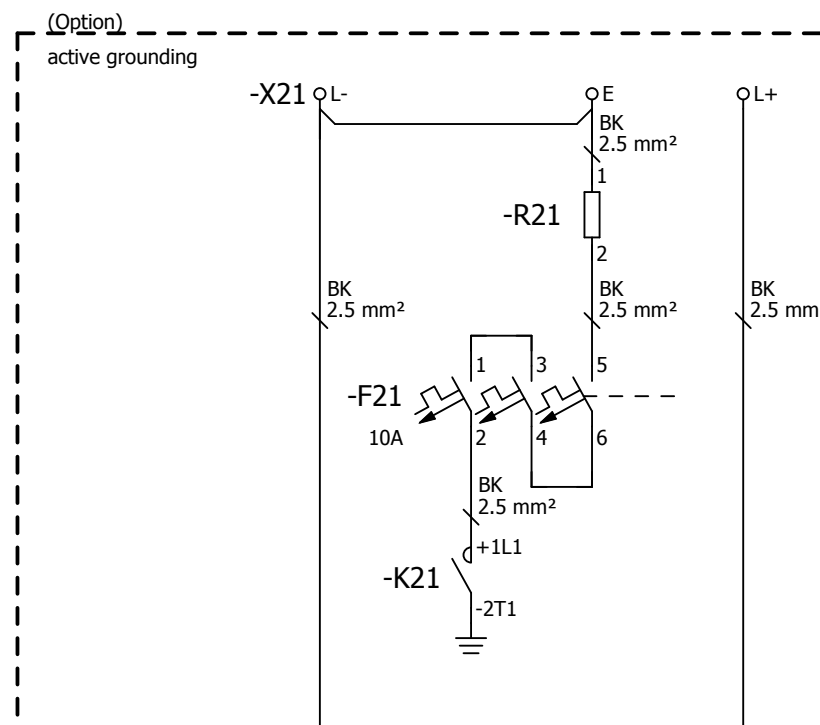 (Option)
active grounding
-X21 L- E L+
BK
2.5 mm²
1
-R21
2
BK
2.5 mm²
BK
2.5 mm²
BK
2.5 mm
1 3 5
-F21
10A 2 4 6
BK
2.5 mm²
+1L1
-K21
-2T1